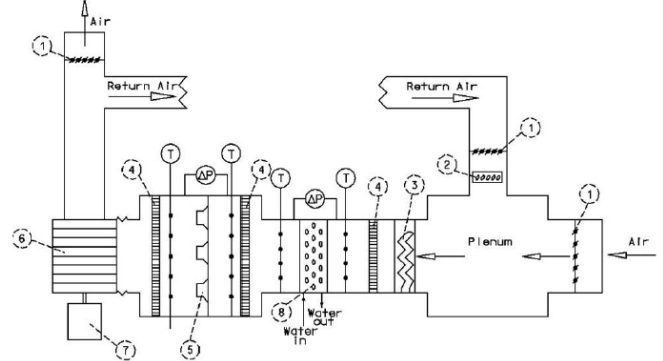 Air
1
Return Air
Return Air
1
T
T
2
4
ΔP
4
T
ΔP
T
4
3
1
6
Plenum
Air
7
5
Water in
8
Water out